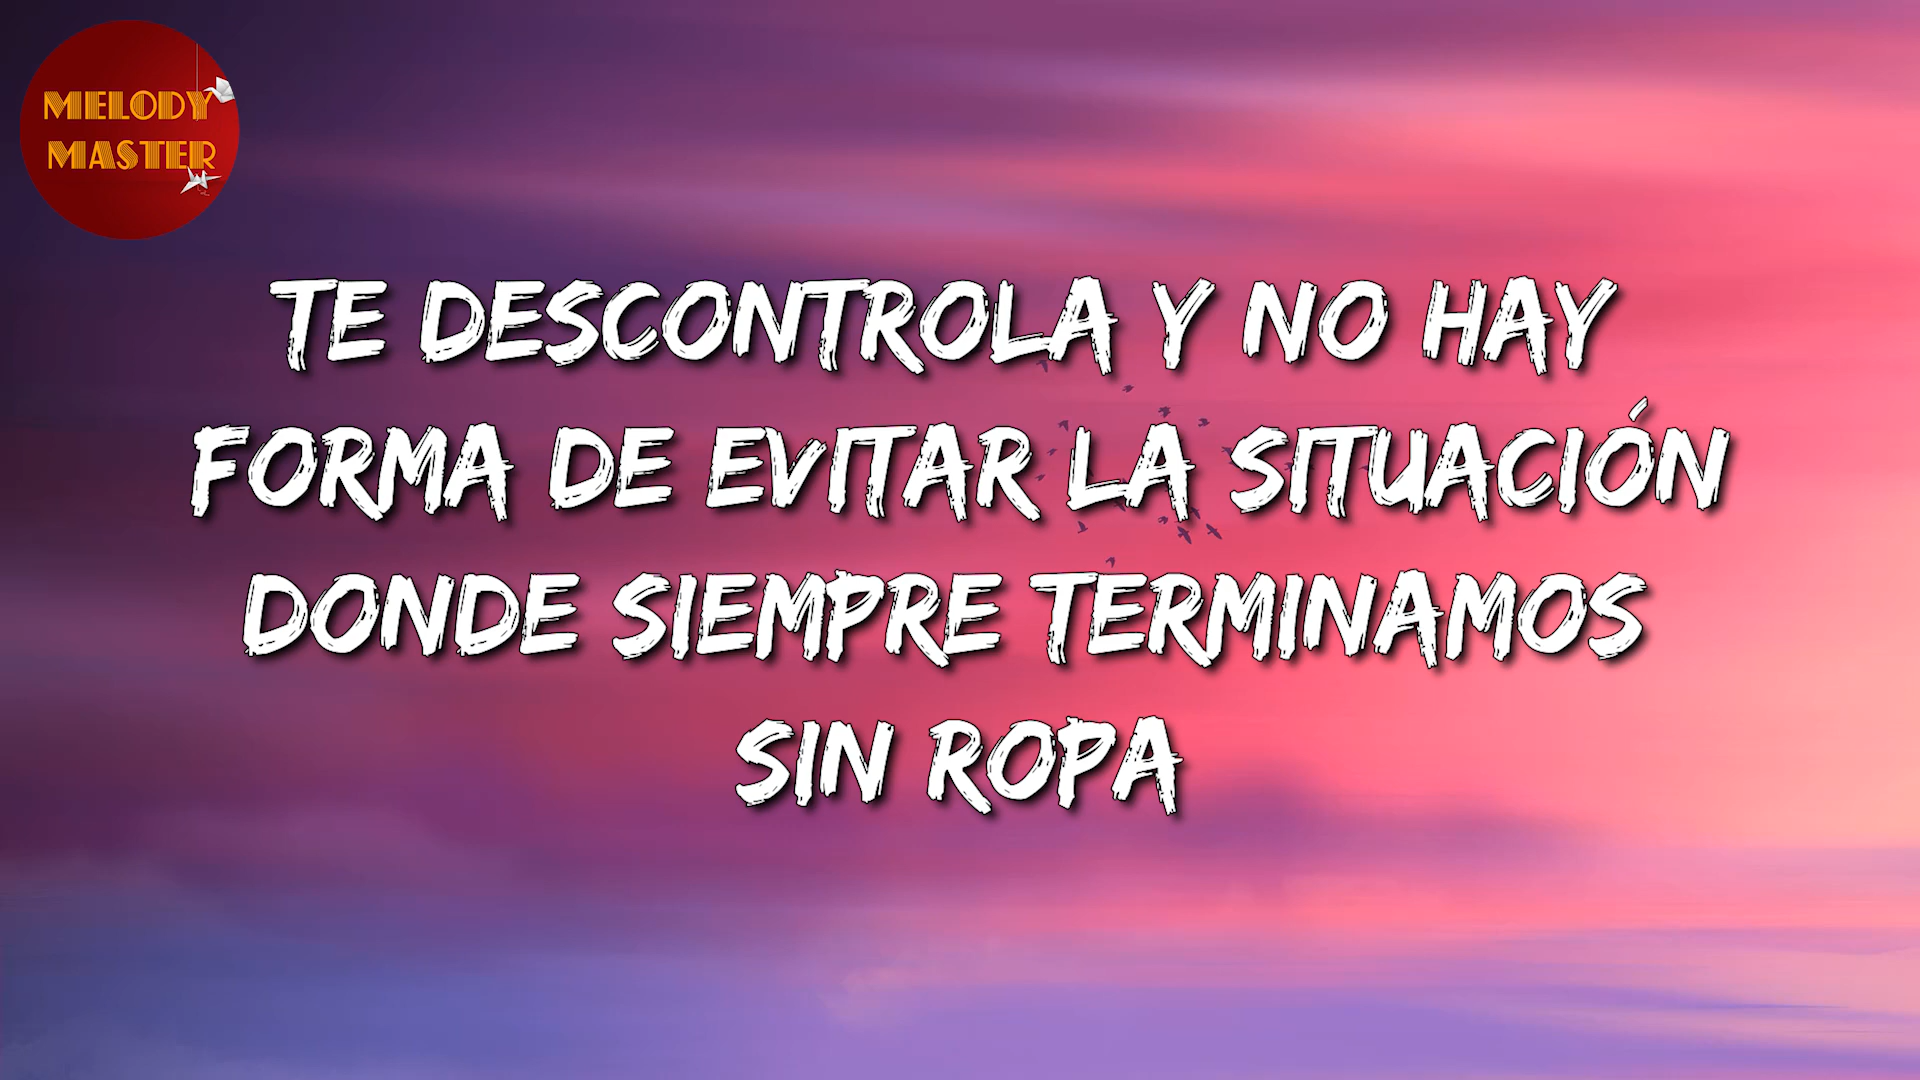 MELODY
MASTER
TE DESCONTROLA Y NO HAY
FORMA DE EVITAR LA SITUACIÓN
DONDE SIEMPRE TERMINAMOS
SIN ROPA